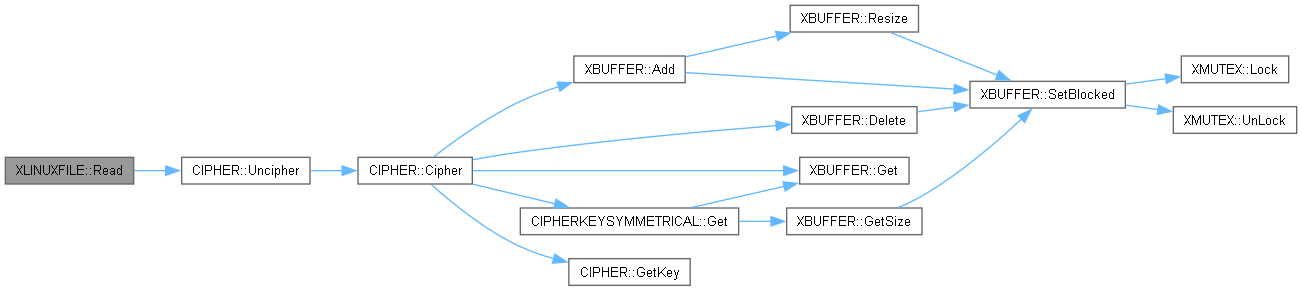 XLINUXFILE::Read
CIPHER::Uncipher
CIPHER::Cipher
XBUFFER::Add
XBUFFER::Resize
XBUFFER::SetBlocked
XMUTEX::Lock
XMUTEX::UnLock
XBUFFER::Delete
XBUFFER::Get
CIPHERKEYSYMMETRICAL::Get
XBUFFER::GetSize
CIPHER::GetKey